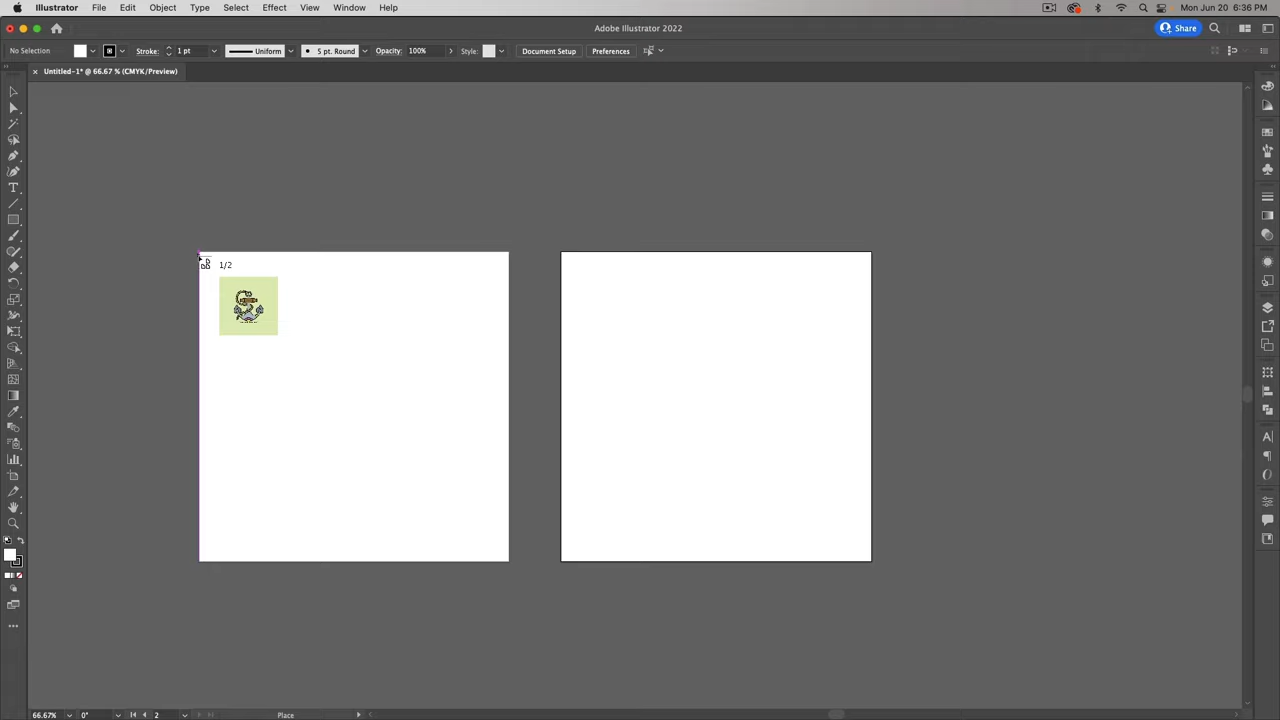 Illustrator File Edit Object Type Select Effect View Window Help Mon Jun 20 6:36 PM
Adobe Illustrator 2022 Share
No Selection Stroke: 1 pt Uniform 5 pt. Round Opacity: 100% Style: Document Setup Preferences
Untitled-1* @ 66.67 % (CMYK/Preview)
1/2
66.67% 0° 2 Place